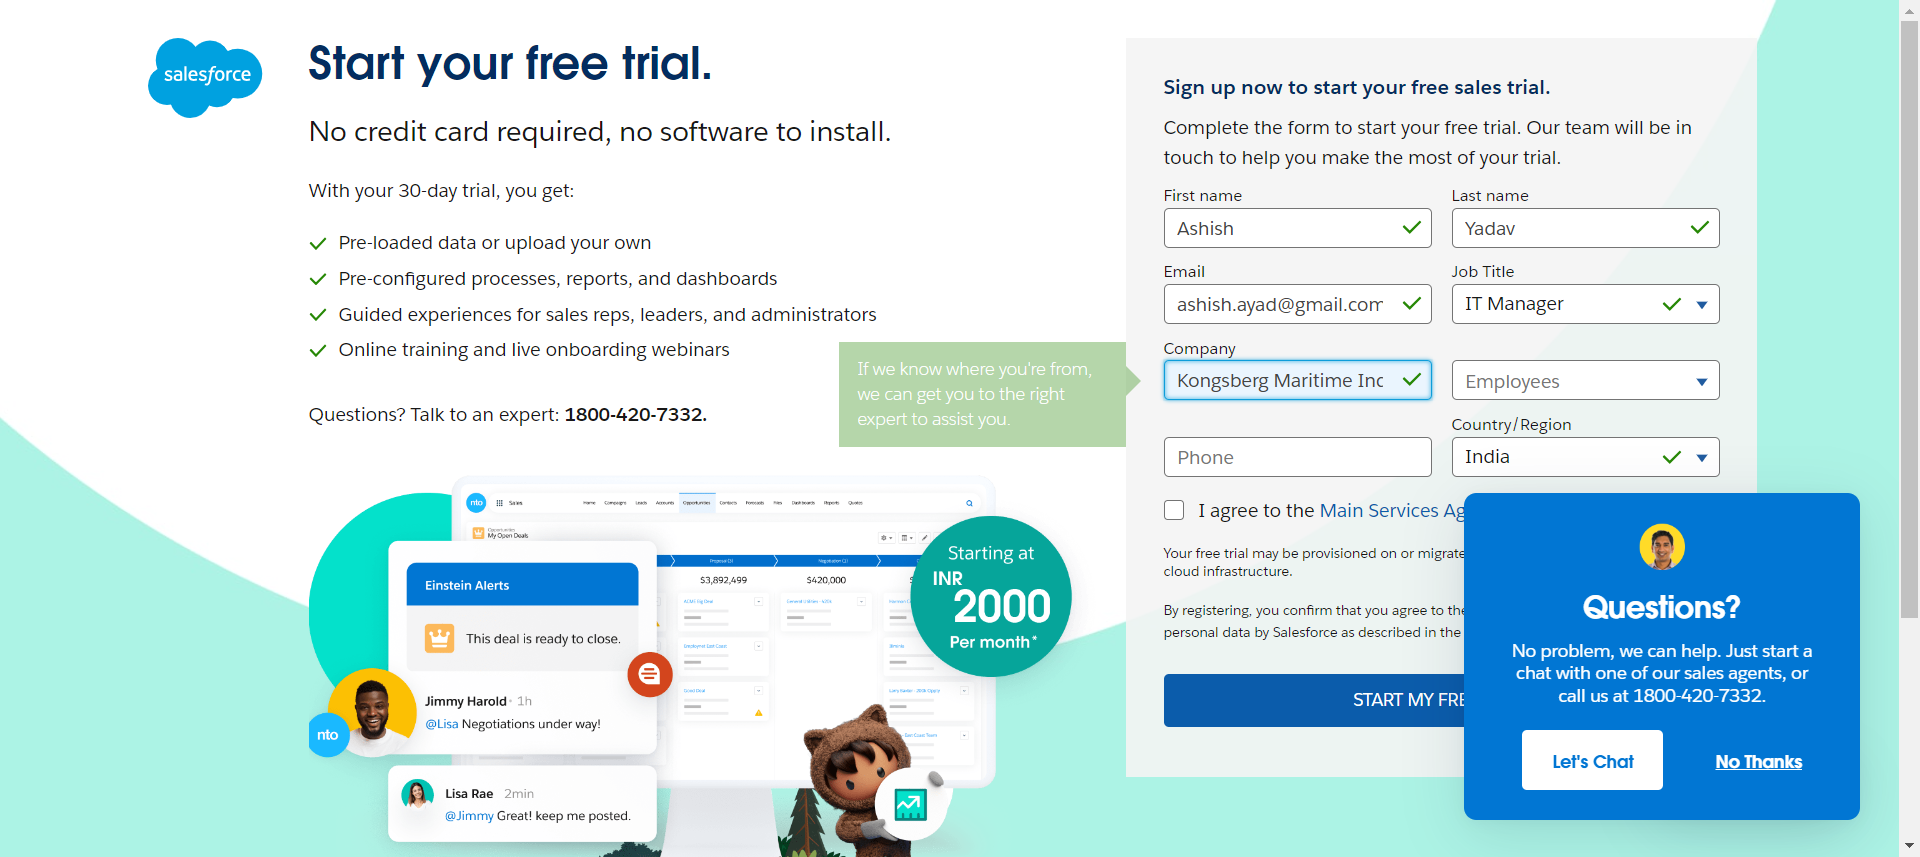 salesforce
Start your free trial.
No credit card required, no software to install.
With your 30-day trial, you get:
Pre-loaded data or upload your own
Pre-configured processes, reports, and dashboards
Guided experiences for sales reps, leaders, and administrators
Online training and live onboarding webinars
Questions? Talk to an expert: 1800-420-7332.
If we know where you're from,
we can get you to the right
expert to assist you.
Sign up now to start your free sales trial.
Complete the form to start your free trial. Our team will be in
touch to help you make the most of your trial.
First name
Last name
Ashish
Yadav
Email
Job Title
ashish.ayad@gmail.com
IT Manager
Company
Kongsberg Maritime Inc
Employees
Country/Region
Phone
India
I agree to the Main Services Ag
Your free trial may be provisioned on or migrate
cloud infrastructure.
By registering, you confirm that you agree to the
personal data by Salesforce as described in the
START MY FRE
Questions?
No problem, we can help. Just start a
chat with one of our sales agents, or
call us at 1800-420-7332.
Let's Chat
No Thanks
nto
Sales
Home Campaigns Leads Accounts Opportunities Contacts Forecasts Files Dashboards Reports Quotes
Opportunities
My Open Deals
Negotiation (2)
$3,892,499
$420,000
Starting at
INR
2000
Per month*
Einstein Alerts
This deal is ready to close.
Jimmy Harold • 1h
@Lisa Negotiations under way!
nto
Lisa Rae 2min
@Jimmy Great! keep me posted.